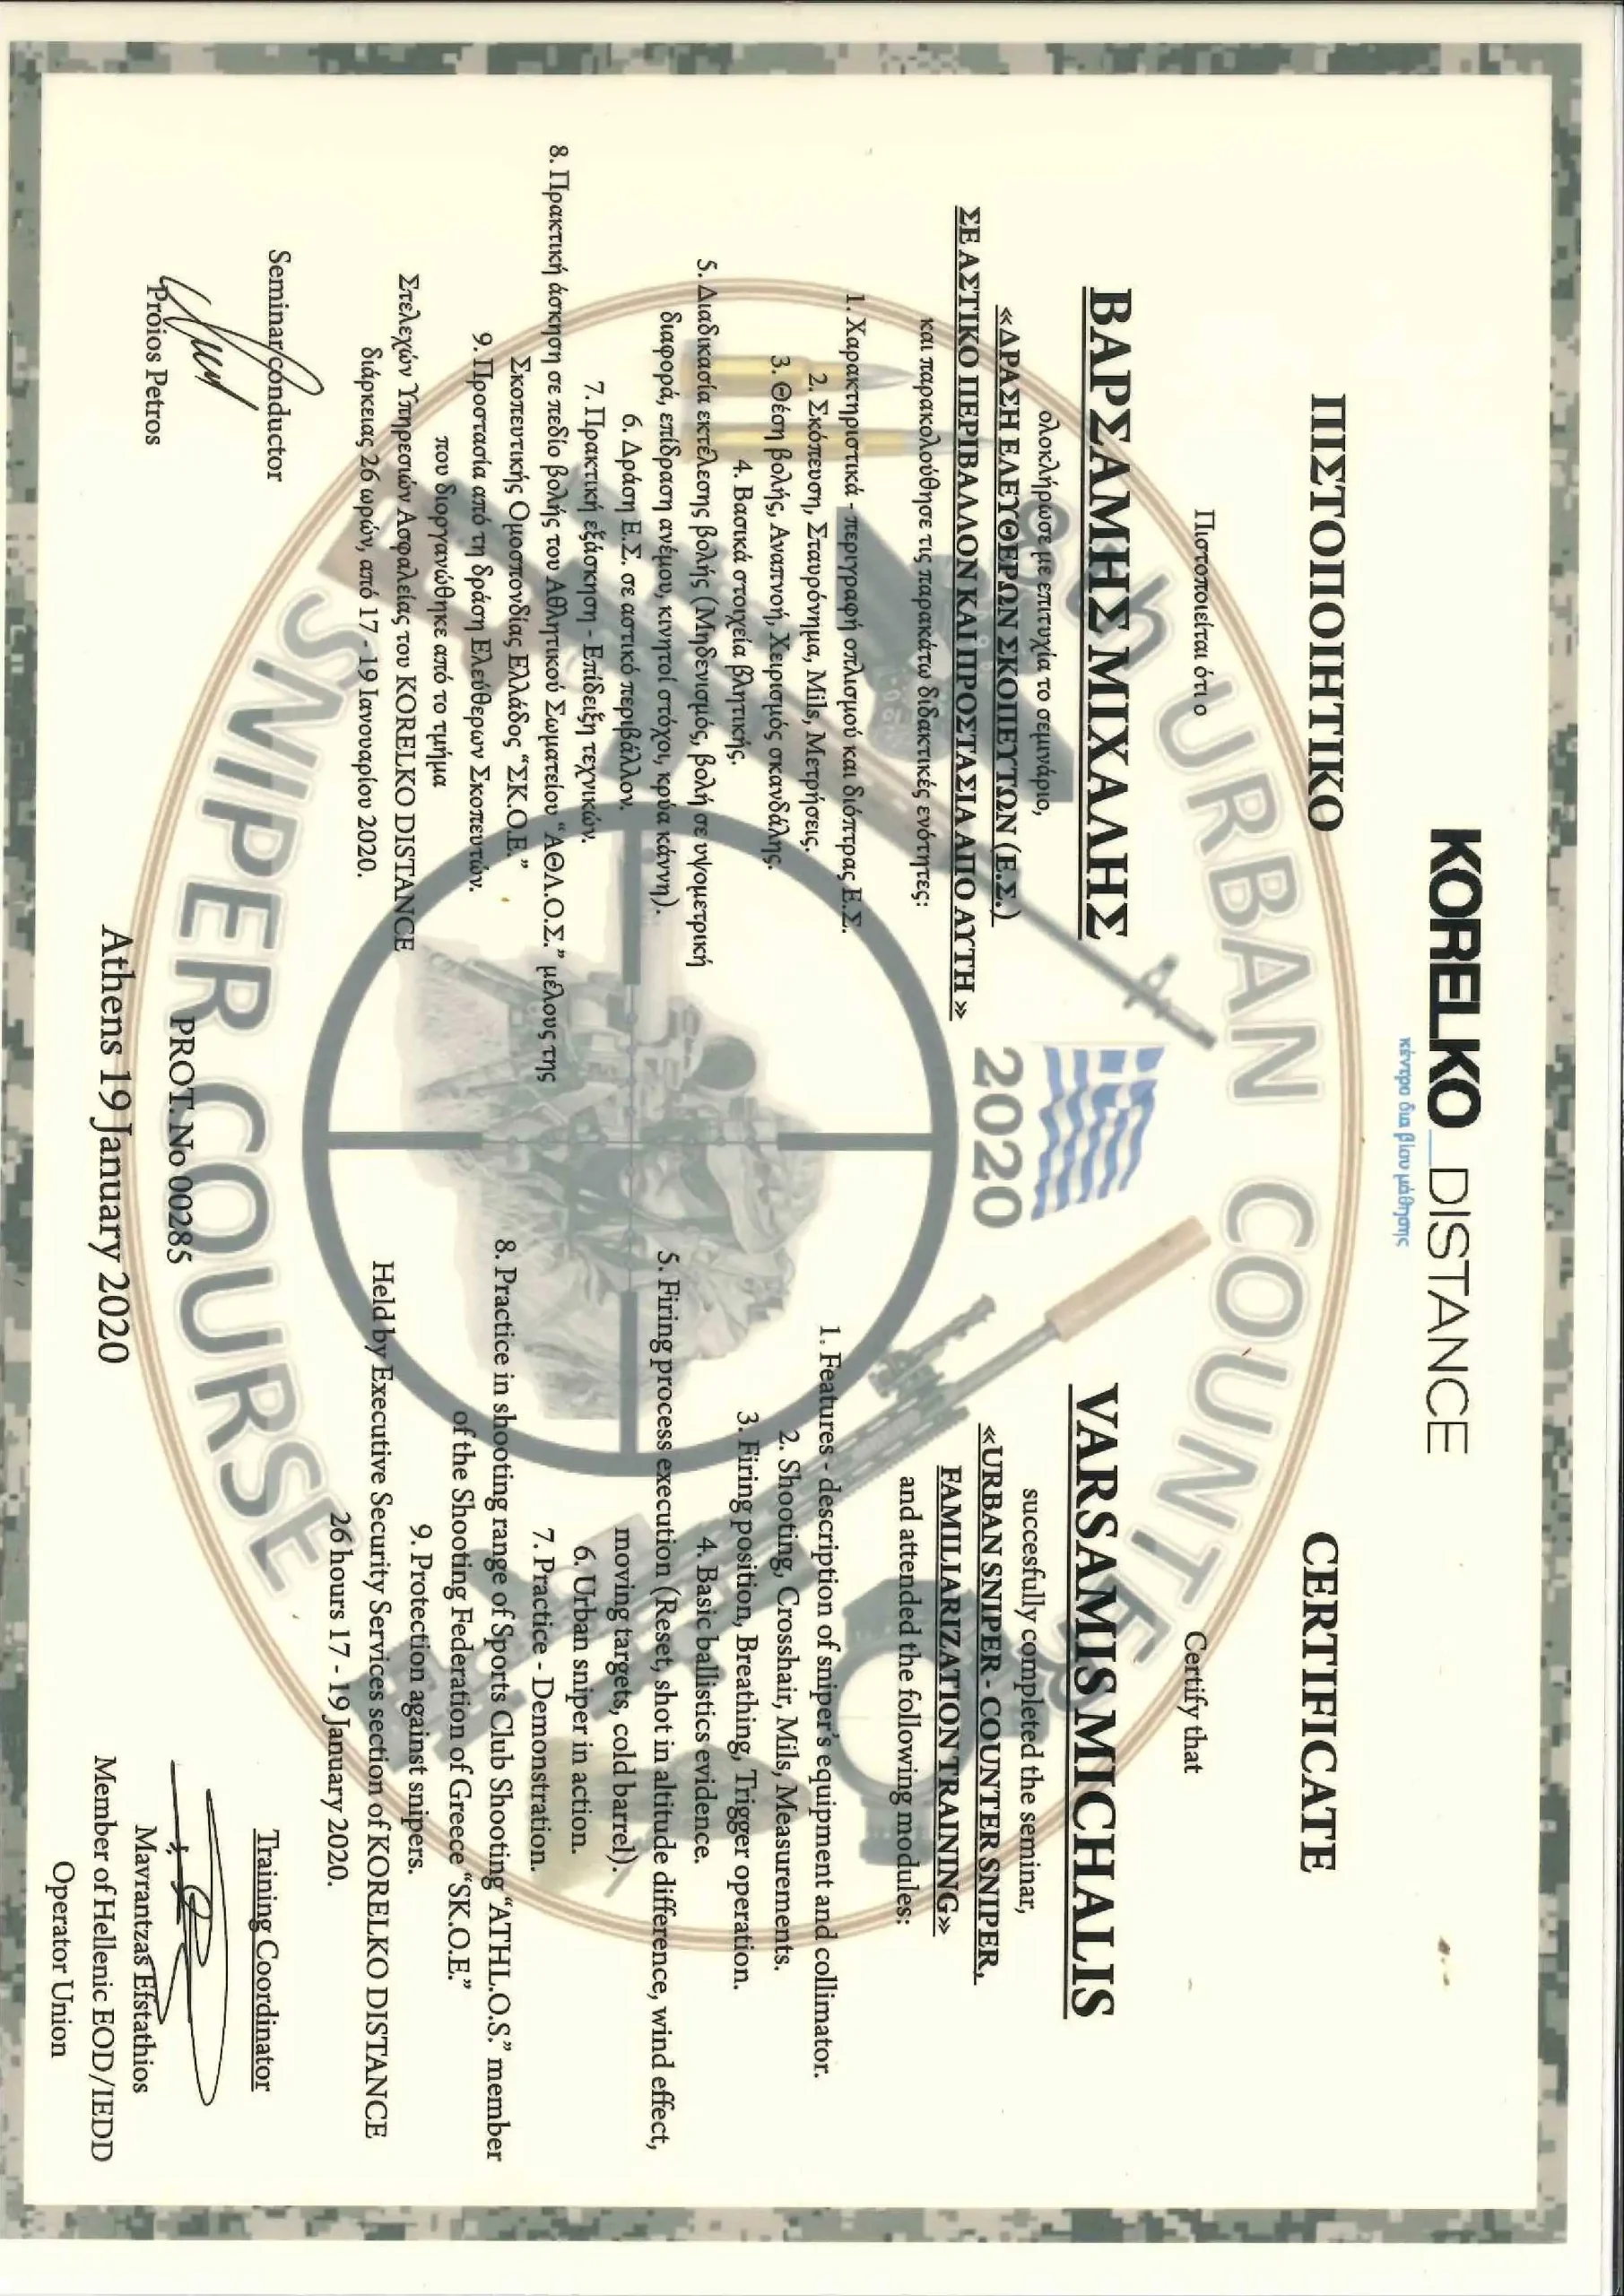 KORELKO DISTANCE
κέντρο δια βίου μάθησης
ΠΙΣΤΟΠΟΙΗΤΙΚΟ
Πιστοποιείται ότι ο
ΒΑΡΣΑΜΗΣ ΜΙΧΑΛΗΣ
ολοκλήρωσε με επιτυχία το σεμινάριο,
«ΔΡΑΣΗ ΕΛΕΥΘΕΡΩΝ ΣΚΟΠΕΥΤΩΝ (Ε.Σ.)
ΣΕ ΑΣΤΙΚΟ ΠΕΡΙΒΑΛΛΟΝ ΚΑΙ ΠΡΟΣΤΑΣΙΑ ΑΠΟ ΑΥΤΗ»
και παρακολούθησε τις παρακάτω διδακτικές ενότητες:
1. Χαρακτηριστικά - περιγραφή οπλισμού και διόπτρας Ε.Σ.
2. Σκόπευση, Σταυρόνημα, Mils, Μετρήσεις.
3. Θέση βολής, Αναπνοή, Χειρισμός σκανδάλης.
4. Βασικά στοιχεία βλητικής.
5. Διαδικασία εκτέλεσης βολής (Μηδενισμός, βολή σε υψομετρική
διαφορά, επίδραση ανέμου, κινητοί στόχοι, κρύα κάννη).
6. Δράση Ε.Σ. σε αστικό περιβάλλον.
7. Πρακτική εξάσκηση - Επίδειξη τεχνικών.
8. Πρακτική άσκηση σε πεδίο βολής του Αθλητικού Σωματείου "ΑΘΛ.Ο.Σ." μέλους της
Σκοπευτικής Ομοσπονδίας Ελλάδος "ΣΚ.Ο.Ε."
9. Προστασία από τη δράση Ελεύθερων Σκοπευτών.
που διοργανώθηκε από το τμήμα
Στελεχών Υπηρεσιών Ασφαλείας του KORELKO DISTANCE
διάρκειας 26 ωρών, από 17 - 19 Ιανουαρίου 2020.
Seminar conductor
Proios Petros
CERTIFICATE
Certify that
VARSAMIS MICHALIS
succesfully completed the seminar,
«URBAN SNIPER - COUNTER SNIPER,
FAMILIARIZATION TRAINING»
and attended the following modules:
1. Features - description of sniper's equipment and collimator.
2. Shooting, Crosshair, Mils, Measurements.
3. Firing position, Breathing, Trigger operation.
4. Basic ballistics evidence.
5. Firing process execution (Reset, shot in altitude difference, wind effect,
moving targets, cold barrel).
6. Urban sniper in action.
7. Practice - Demonstration.
8. Practice in shooting range of Sports Club Shooting "ATHL.O.S." member
of the Shooting Federation of Greece "SK.O.E."
9. Protection against snipers.
Held by Executive Security Services section of KORELKO DISTANCE
26 hours 17 - 19 January 2020.
Training Coordinator
Mavrantzas Efstathios
Member of Hellenic EOD/IEDD
Operator Union
PROT. No 00285
Athens 19 January 2020
URBAN COUNTE
2020
SNIPER COURSE